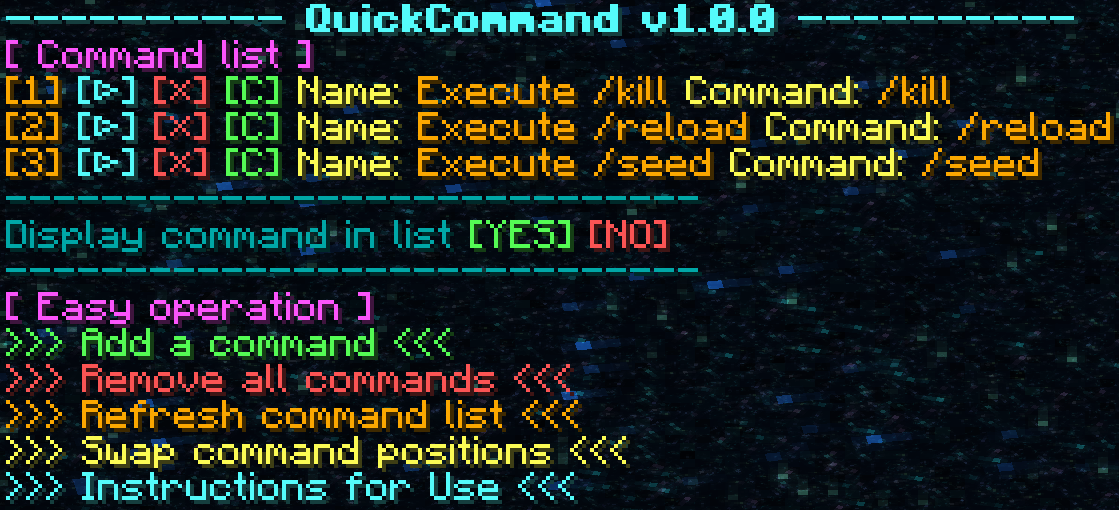 ---------- QuickCommand v1.0.0 ----------
[ Command list ]
[1] [▷] [X] [C] Name: Execute /kill Command: /kill
[2] [▷] [X] [C] Name: Execute /reload Command: /reload
[3] [▷] [X] [C] Name: Execute /seed Command: /seed
-----------------------------
Display command in list [YES] [NO]
-----------------------------
[ Easy operation ]
>>> Add a command <<<
>>> Remove all commands <<<
>>> Refresh command list <<<
>>> Swap command positions <<<
>>> Instructions for Use <<<